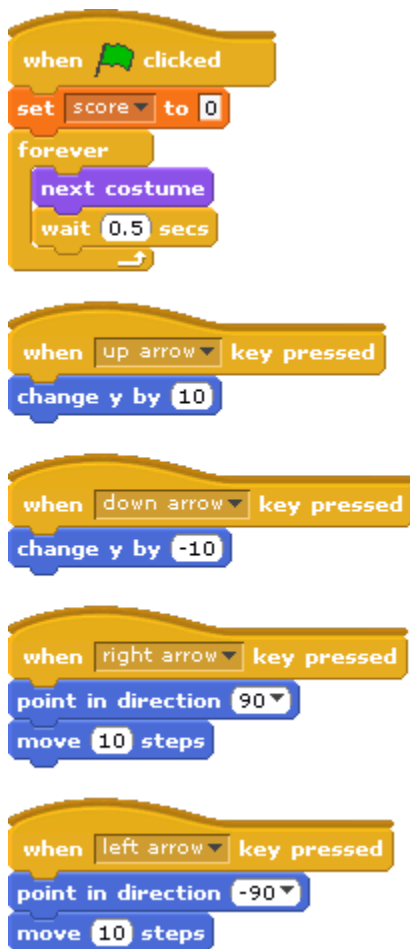 when clicked
set score to 0
forever
next costume
wait 0.5 secs
when up arrow key pressed
change y by 10
when down arrow key pressed
change y by -10
when right arrow key pressed
point in direction 90
move 10 steps
when left arrow key pressed
point in direction -90
move 10 steps